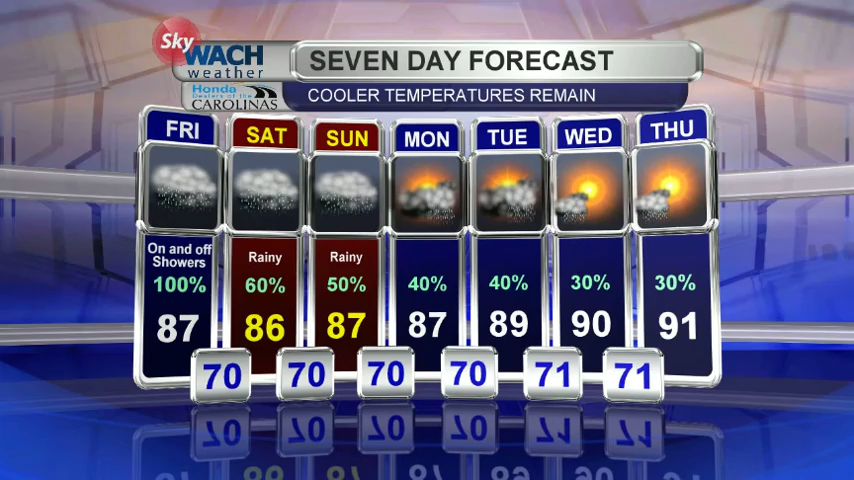 Sky
WACH
weather
Honda
Dealers of the
CAROLINAS
SEVEN DAY FORECAST
COOLER TEMPERATURES REMAIN
FRI SAT SUN MON TUE WED THU
On and off
Showers Rainy Rainy
100% 60% 50% 40% 40% 30% 30%
87 86 87 87 89 90 91
70 70 70 70 71 71